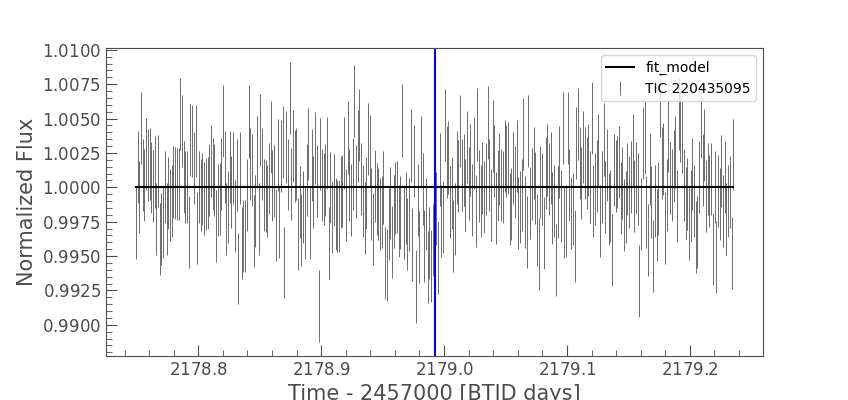 1.0100
1.0075
1.0050
1.0025
1.0000
0.9975
0.9950
0.9925
0.9900
Normalized Flux
fit_model
TIC 220435095
2178.8 2178.9 2179.0 2179.1 2179.2
Time - 2457000 [BTJD days]